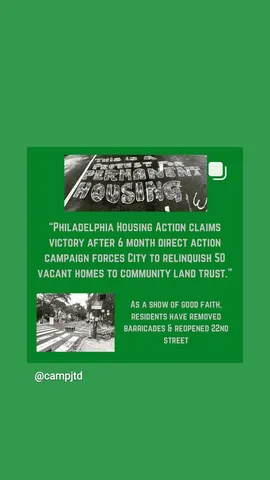 THIS IS A
PROTEST FOR
PERMANENT
HOUSING
"PHILADELPHIA HOUSING ACTION CLAIMS
VICTORY AFTER 6 MONTH DIRECT ACTION
CAMPAIGN FORCES CITY TO RELINQUISH 50
VACANT HOMES TO COMMUNITY LAND TRUST."
AS A SHOW OF GOOD FAITH,
RESIDENTS HAVE REMOVED
BARRICADES & REOPENED 22ND
STREET
@campjtd